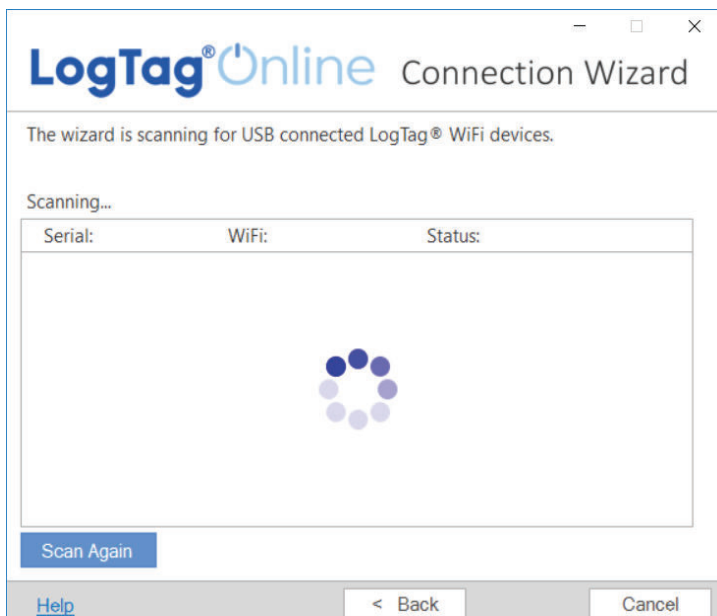 LogTag® Online Connection Wizard
The wizard is scanning for USB connected LogTag® WiFi devices.
Scanning...
Serial: WiFi: Status:
Scan Again
Help < Back Cancel